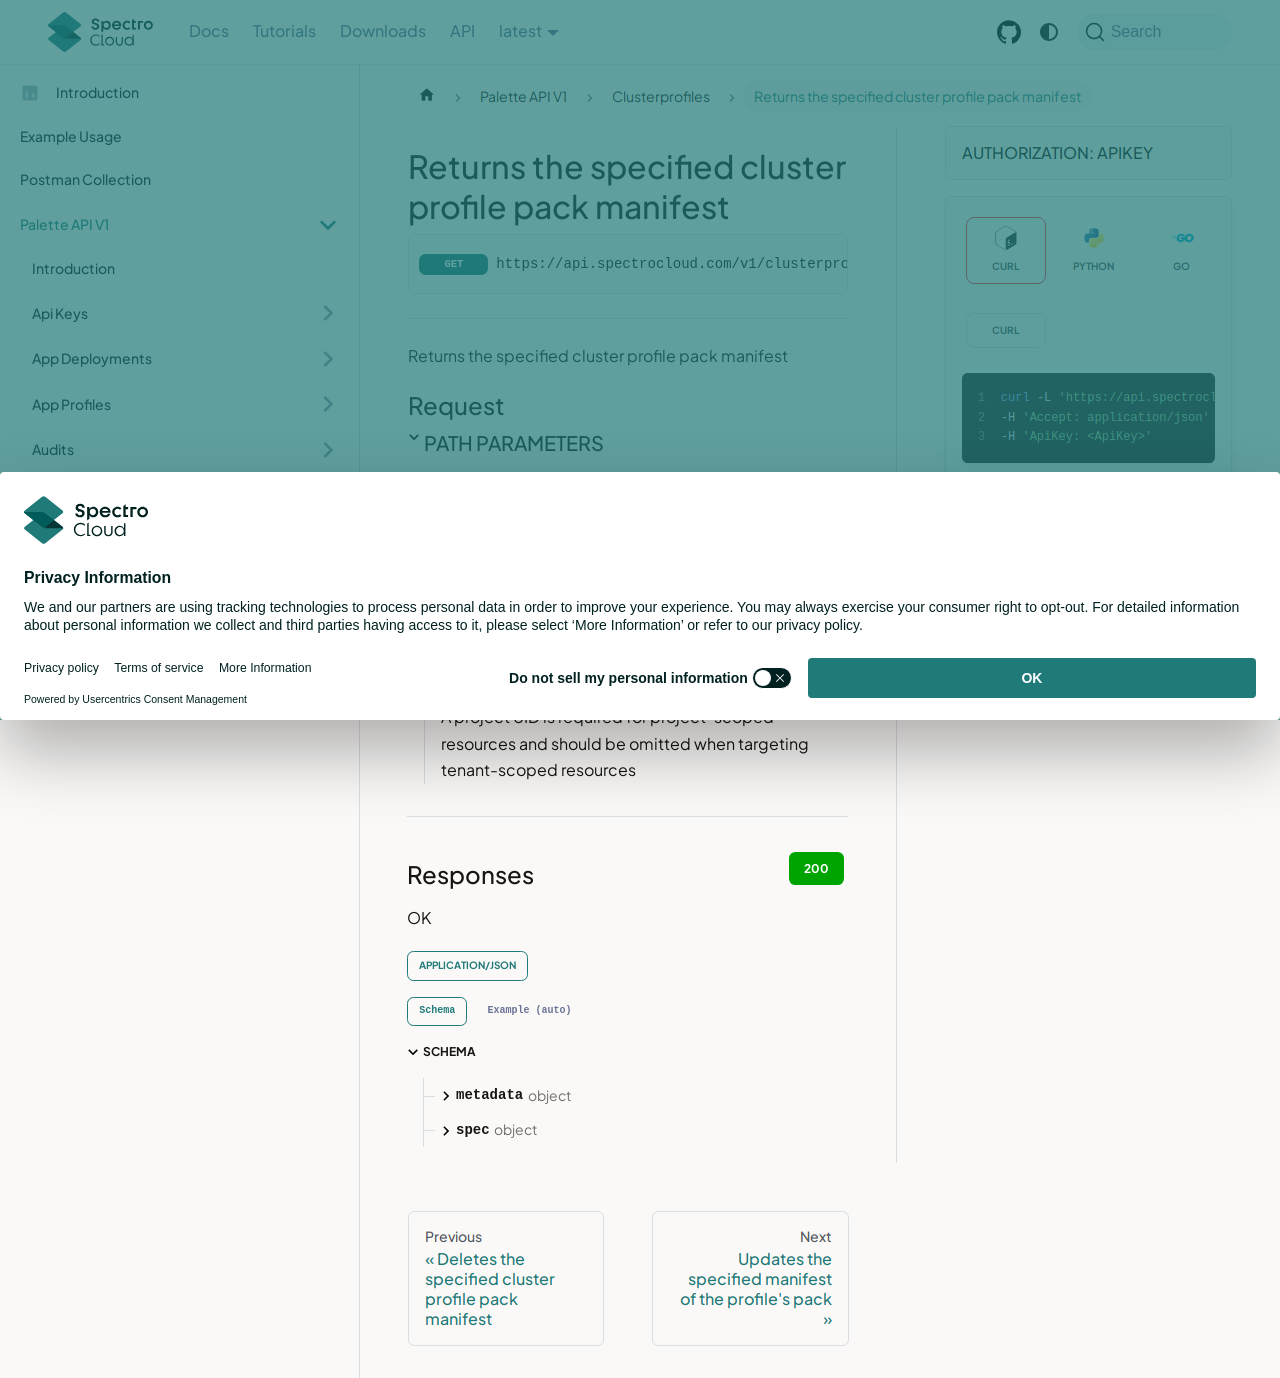 Spectro
Cloud
Docs
Tutorials
Downloads
API
latest
Search
Introduction
Example Usage
Postman Collection
Palette API V1
Introduction
Api Keys
App Deployments
App Profiles
Audits
Palette API V1
Clusterprofiles
Returns the specified cluster profile pack manifest
Returns the specified cluster
profile pack manifest
GET https://api.spectrocloud.com/v1/clusterpro
Returns the specified cluster profile pack manifest
Request
PATH PARAMETERS
AUTHORIZATION: APIKEY
CURL
PYTHON
GO
CURL
1 curl -L 'https://api.spectrocl
2 -H 'Accept: application/json'
3 -H 'ApiKey: <ApiKey>'
Spectro
Cloud
Privacy Information
We and our partners are using tracking technologies to process personal data in order to improve your experience. You may always exercise your consumer right to opt-out. For detailed information
about personal information we collect and third parties having access to it, please select ‘More Information’ or refer to our privacy policy.
Privacy policy
Terms of service
More Information
Powered by Usercentrics Consent Management
Do not sell my personal information
OK
A project UID is required for project-scoped
resources and should be omitted when targeting
tenant-scoped resources
Responses
200
OK
APPLICATION/JSON
Schema
Example (auto)
SCHEMA
metadata object
spec object
Previous
« Deletes the
specified cluster
profile pack
manifest
Next
Updates the
specified manifest
of the profile's pack
»